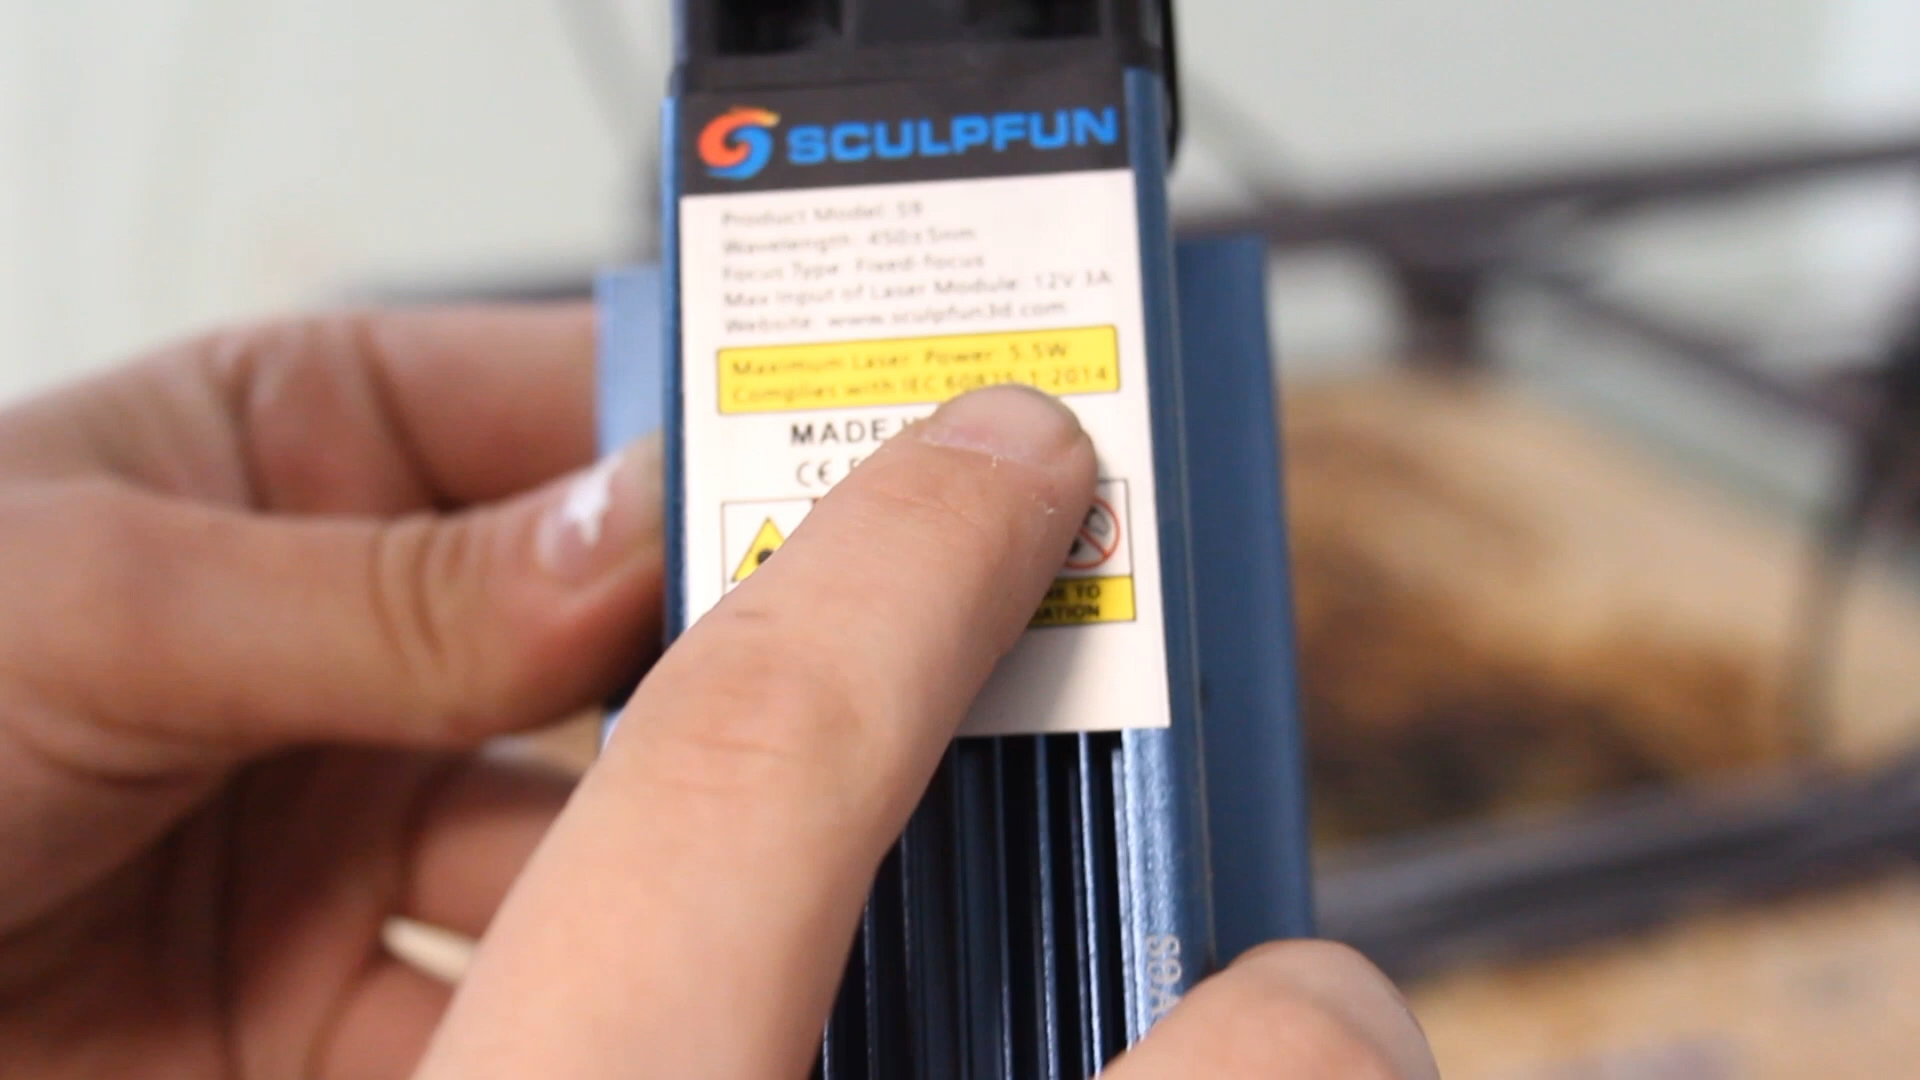 SCULPFUN
Product Model: S9
Wavelength: 450±5nm
Focus Type: Fixed-focus
Max Input of Laser Module: 12V 3A
Website: www.sculpfun3d.com
Maximum Laser Power: 5.5W
Complies with IEC 60825-1:2014
MADE
CE
TO